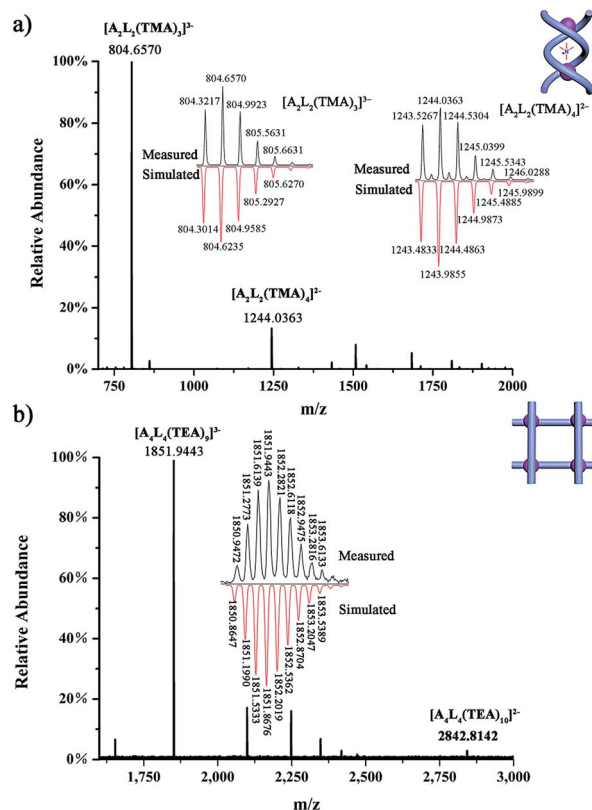 a)
[A₂L₂(TMA)₃]³⁻
804.6570
100%
80%
60%
40%
20%
0%
Relative Abundance
804.3217
804.6570
804.9923
805.5631
805.6631
[A₂L₂(TMA)₃]³⁻
Measured
Simulated
804.3014
804.6235
804.9585
805.2927
805.6270
1243.5267
1244.0363
1244.5304
1245.0399
1245.5343
1246.0288
[A₂L₂(TMA)₄]²⁻
Measured
Simulated
1243.4833
1243.9855
1244.4863
1244.9873
1245.4885
1245.9899
[A₂L₂(TMA)₄]²⁻
1244.0363
750 1000 1250 1500 1750 2000
m/z
b)
[A₄L₄(TEA)₉]³⁻
1851.9443
100%
80%
60%
40%
20%
0%
Relative Abundance
1850.9472
1851.2773
1851.6139
1851.9443
1852.2821
1852.6118
1852.9475
1853.2816
1853.6133
Measured
Simulated
1850.8647
1851.1990
1851.5333
1851.8676
1852.2019
1852.5362
1852.8704
1853.2047
1853.5389
[A₄L₄(TEA)₁₀]²⁻
2842.8142
1,750 2,000 2,250 2,500 2,750 3,000
m/z